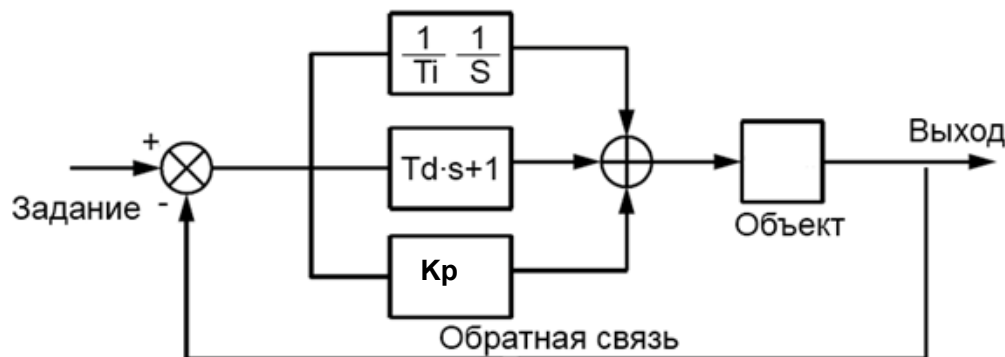 1 1
Ti S
+
Задание
-
Td·s+1
Kp
Выход
Объект
Обратная связь